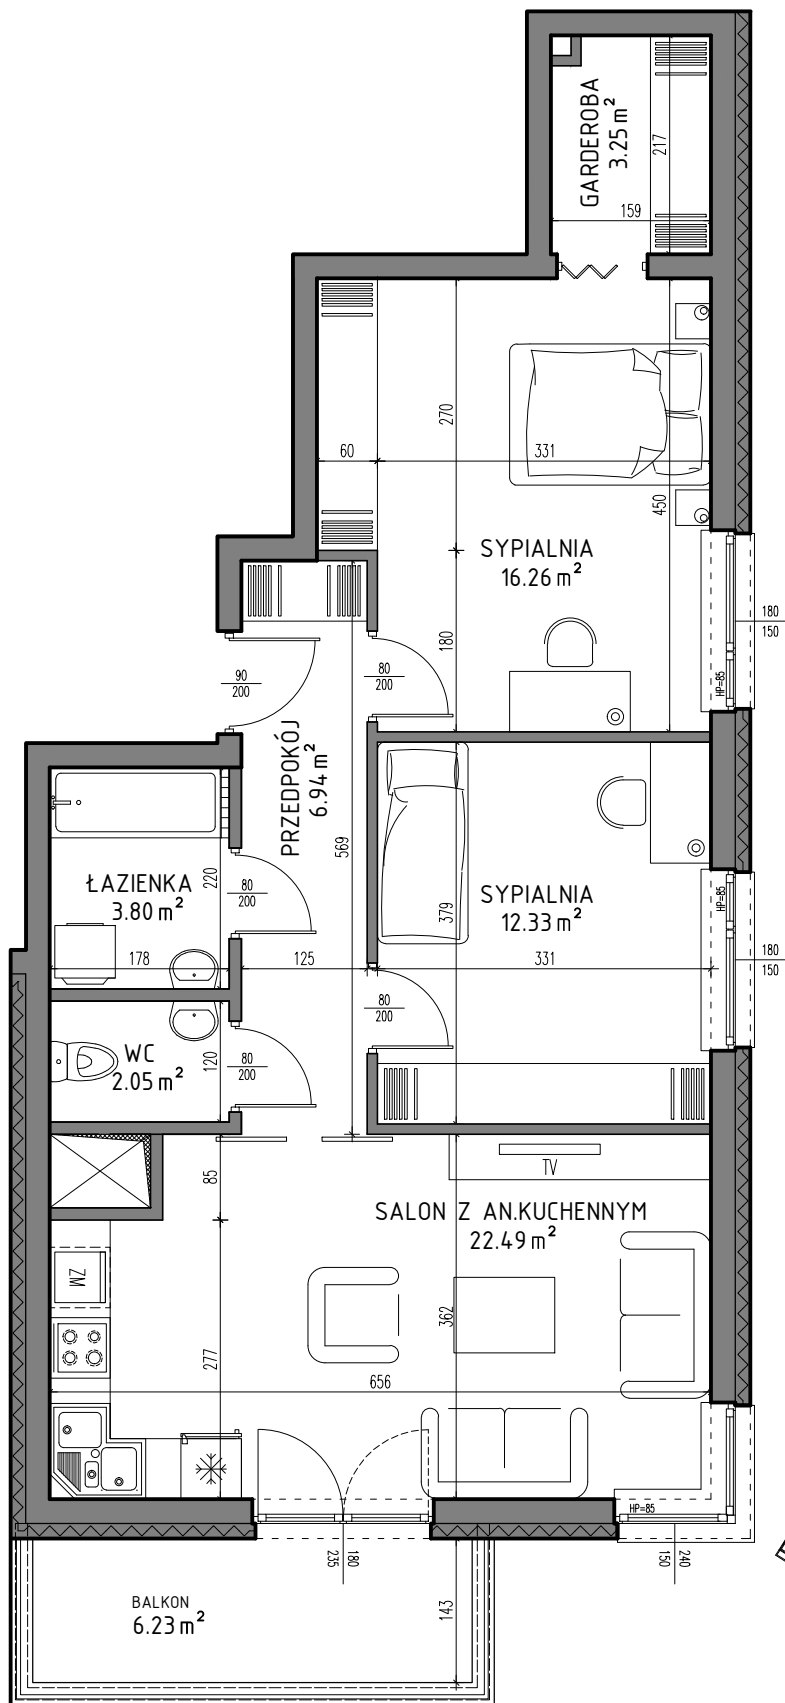 GARDEROBA
3.25 m²
217
159
270
60
331
450
SYPIALNIA
16.26 m²
180
150
180
HP=85
80
200
90
200
PRZEDPOKÓJ
6.94 m²
569
ŁAZIENKA
3.80 m²
220
80
200
178
125
379
SYPIALNIA
12.33 m²
HP=85
331
180
150
80
200
WC
2.05 m²
120
80
200
85
TV
SALON Z AN.KUCHENNYM
22.49 m²
ZM
362
277
656
HP=85
180
235
240
150
BALKON
6.23 m²
143